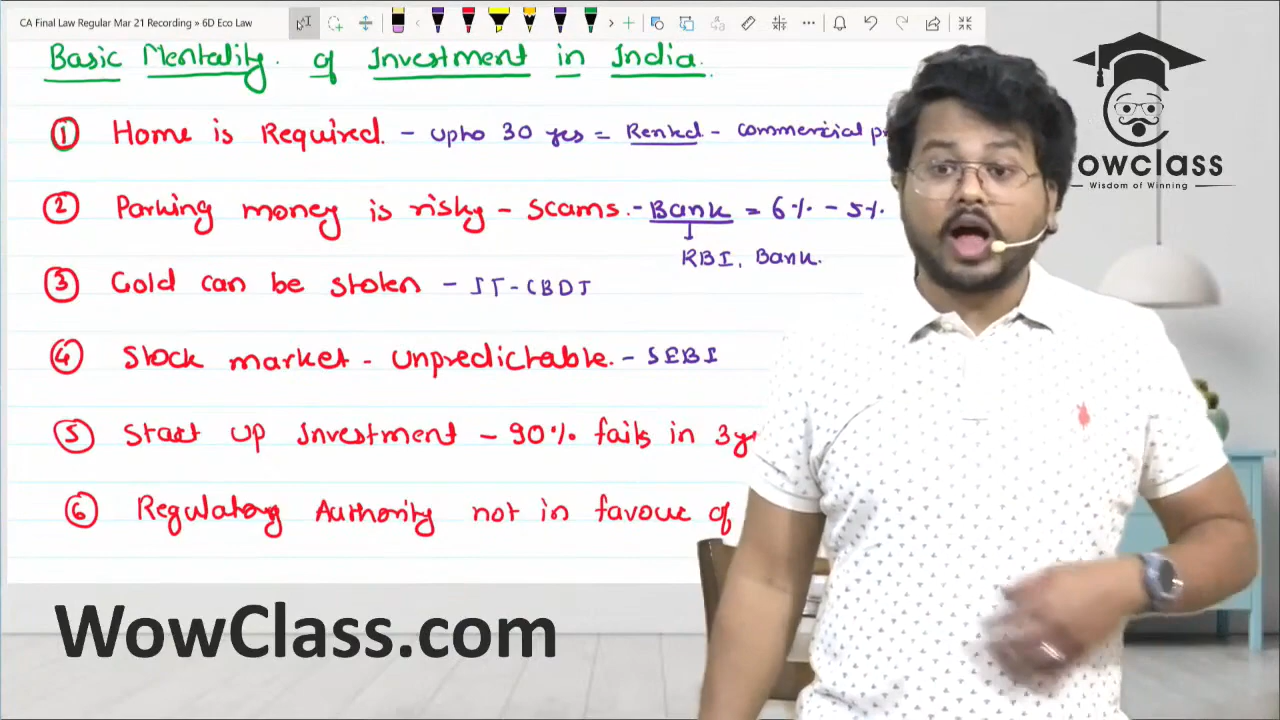 CA Final Law Regular Mar 21 Recording » 6D Eco Law
Basic Mentality of Investment in India.
① Home is Required. - upto 30 yrs = Rented - commercial
② Parking money is risky - scams. - Bank = 6% - 5%
RBI, Bank.
③ Gold can be stolen - IT - CBDT
④ Stock market - unpredictable. - SEBI
⑤ Start up Investment - 90% fails in 3
⑥ Regulatory Authority not in favour of
owclass
Wisdom of Winning
WowClass.com